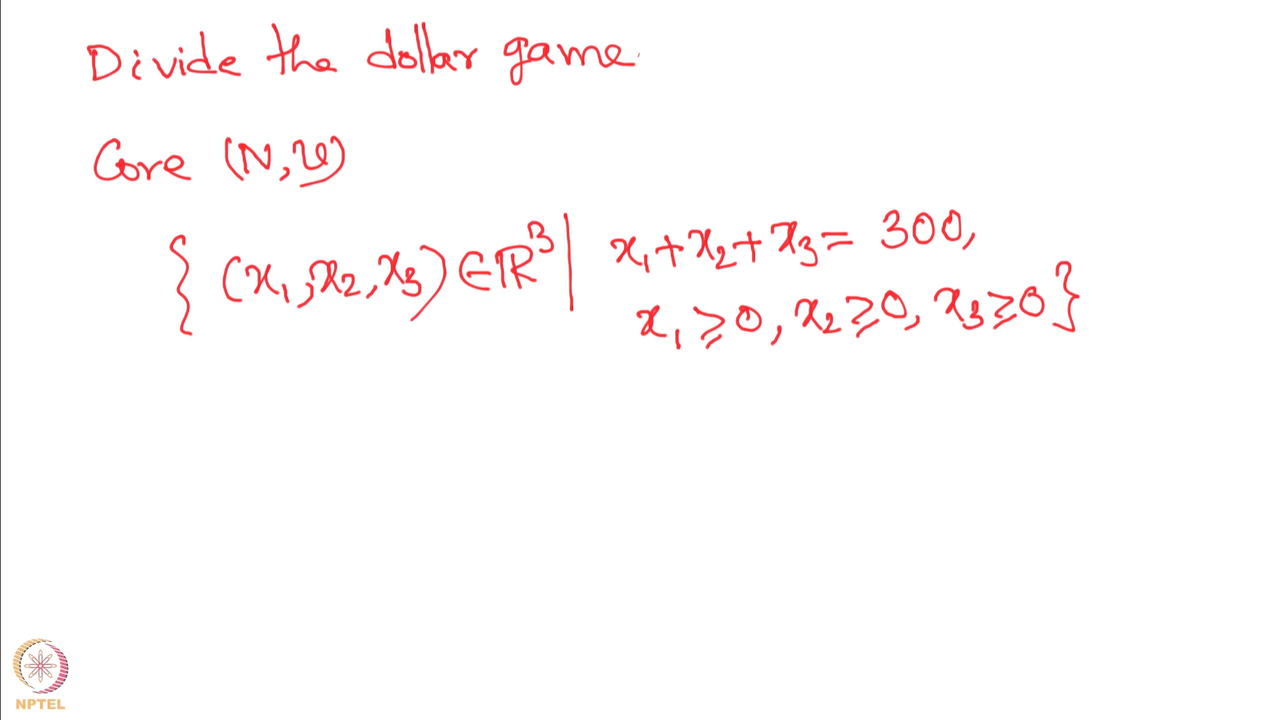 Divide the dollar game.
Core (N, v)
{ (x₁, x₂, x₃) ∈ ℝ³ | x₁ + x₂ + x₃ = 300,
x₁ ≥ 0, x₂ ≥ 0, x₃ ≥ 0 }
NPTEL